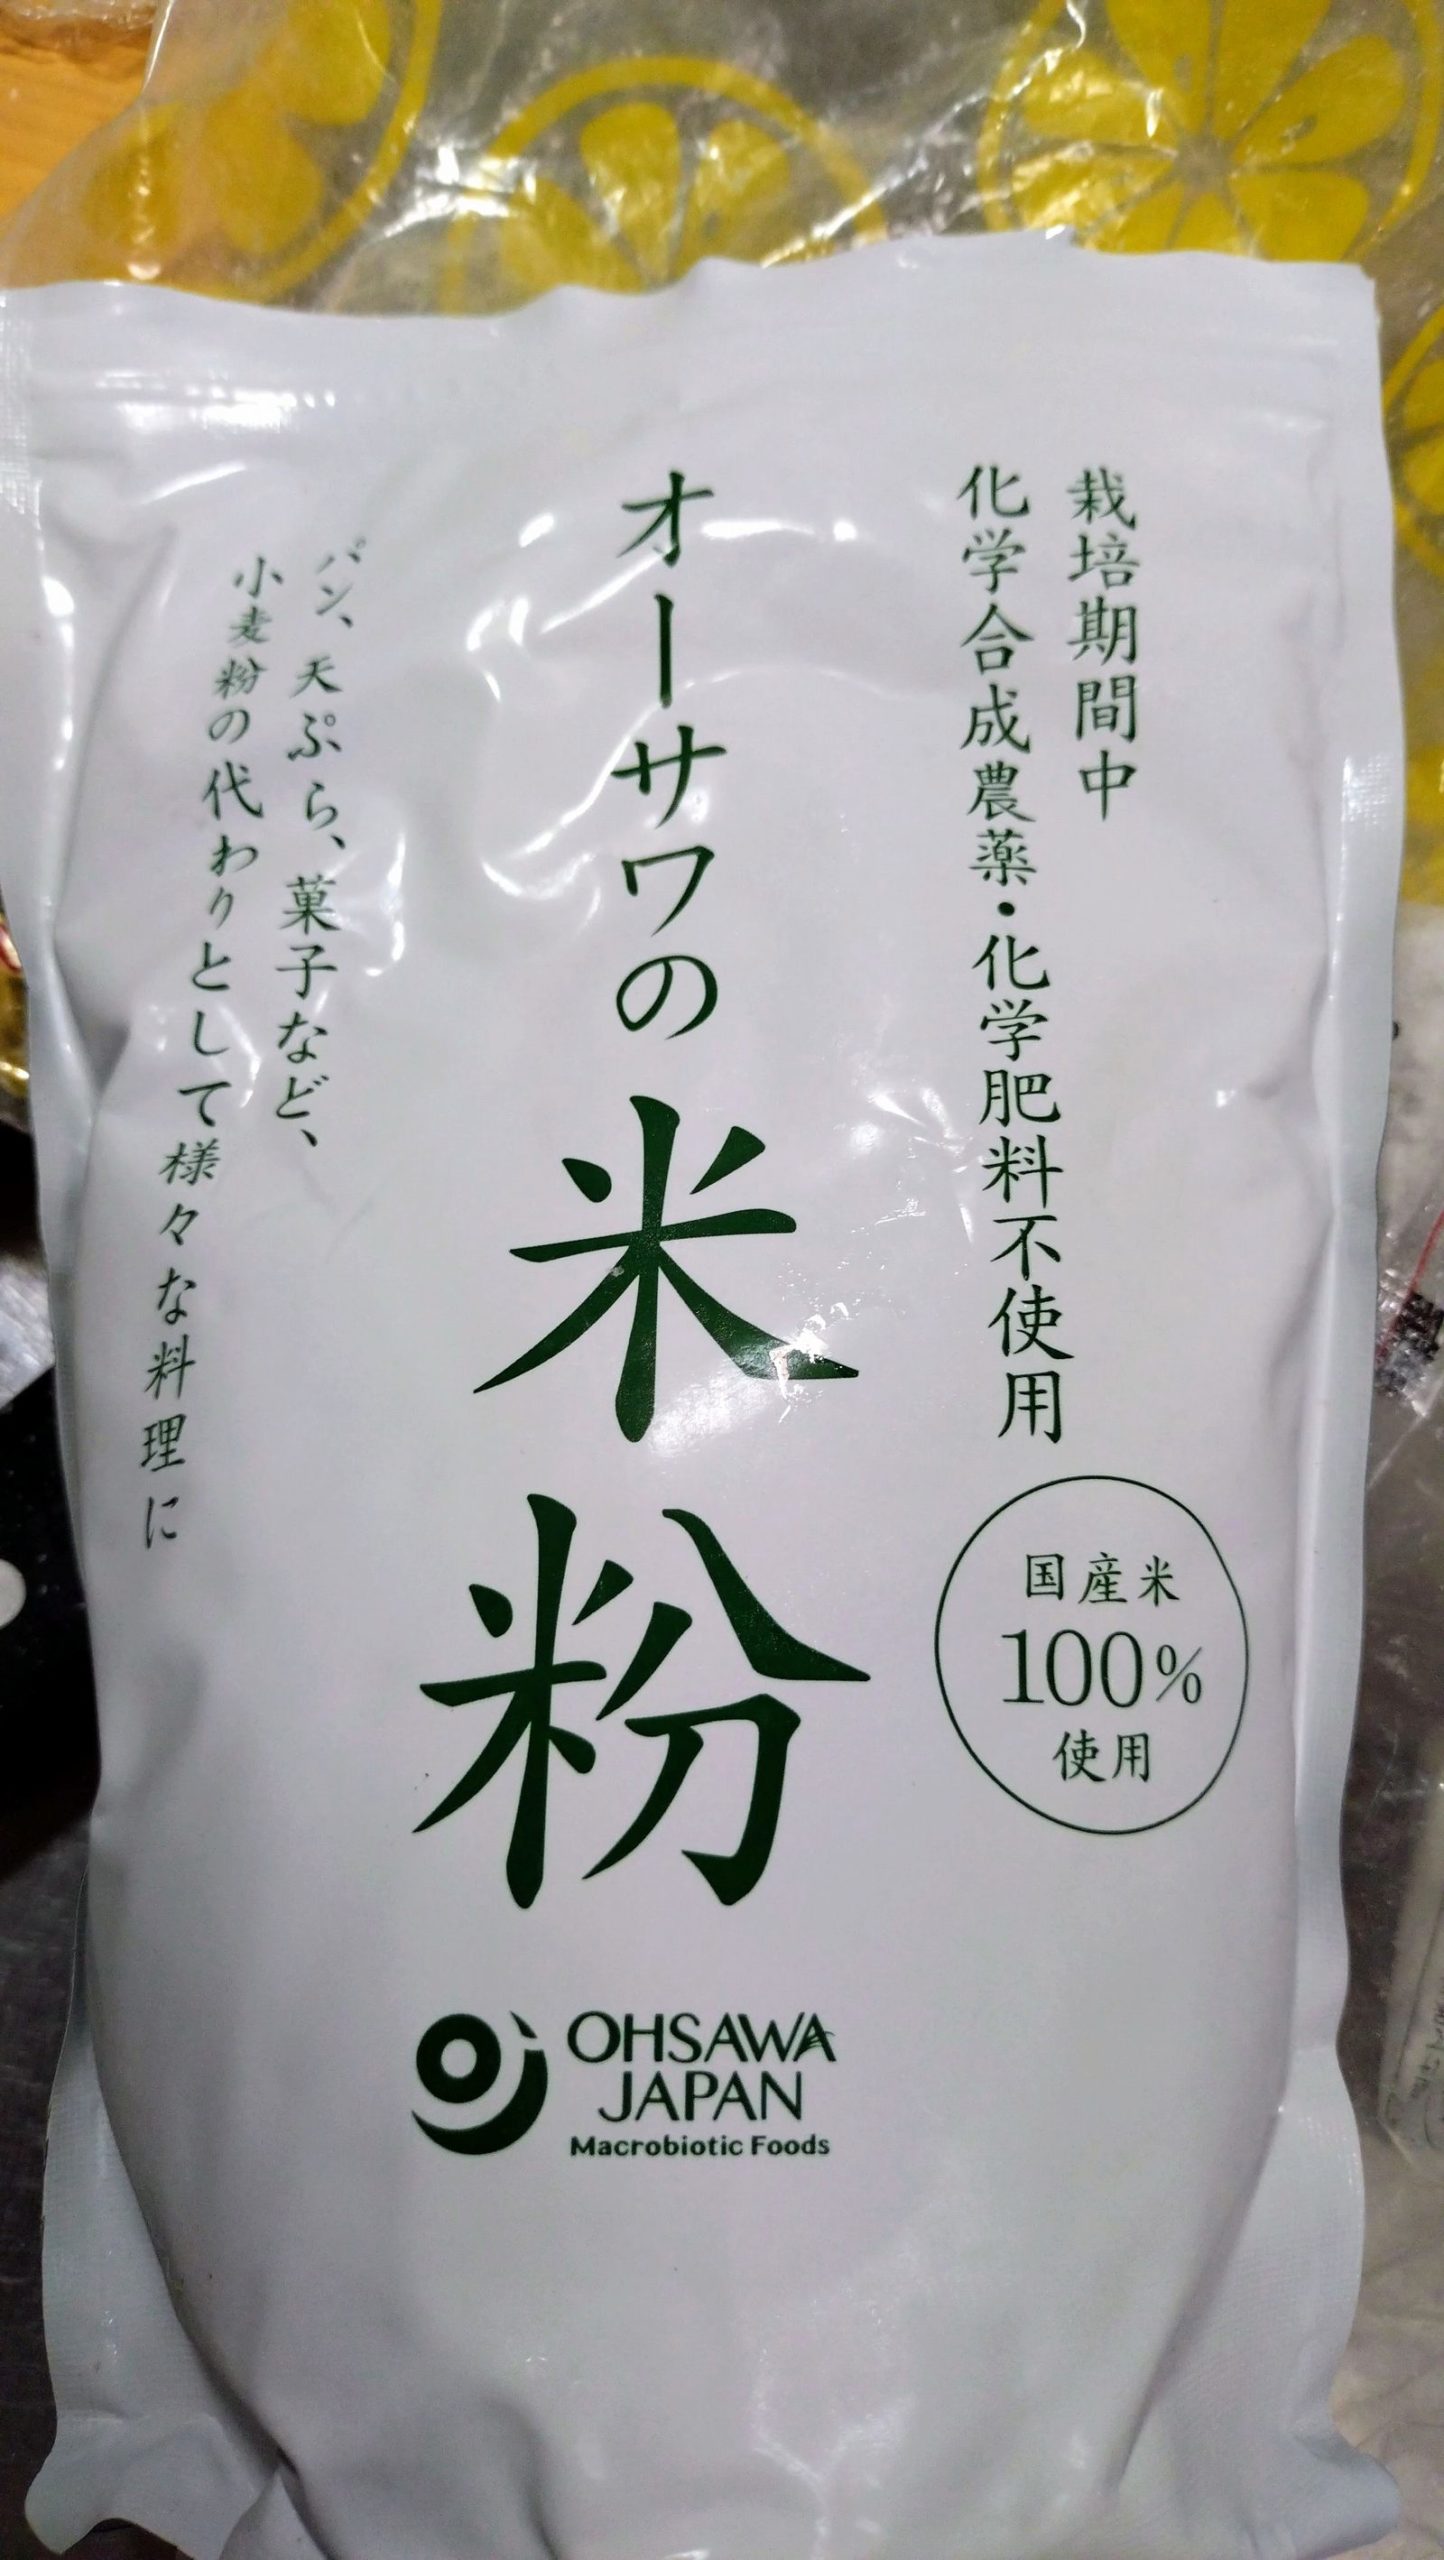 栽培期間中
化学合成農薬・化学肥料不使用
オーサワの米粉
パン、天ぷら、菓子など、
小麦粉の代わりとして様々な料理に
国産米
100%
使用
OHSAWA
JAPAN
Macrobiotic Foods